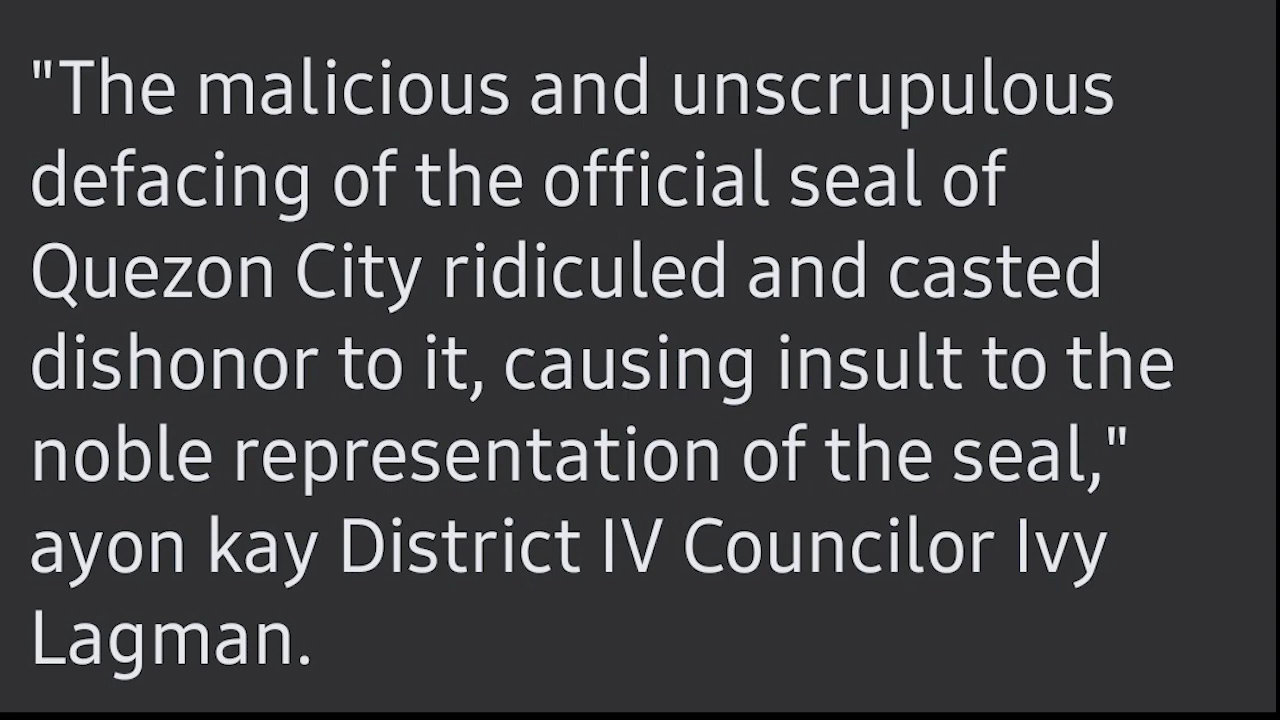 "The malicious and unscrupulous
defacing of the official seal of
Quezon City ridiculed and casted
dishonor to it, causing insult to the
noble representation of the seal,"
ayon kay District IV Councilor Ivy
Lagman.